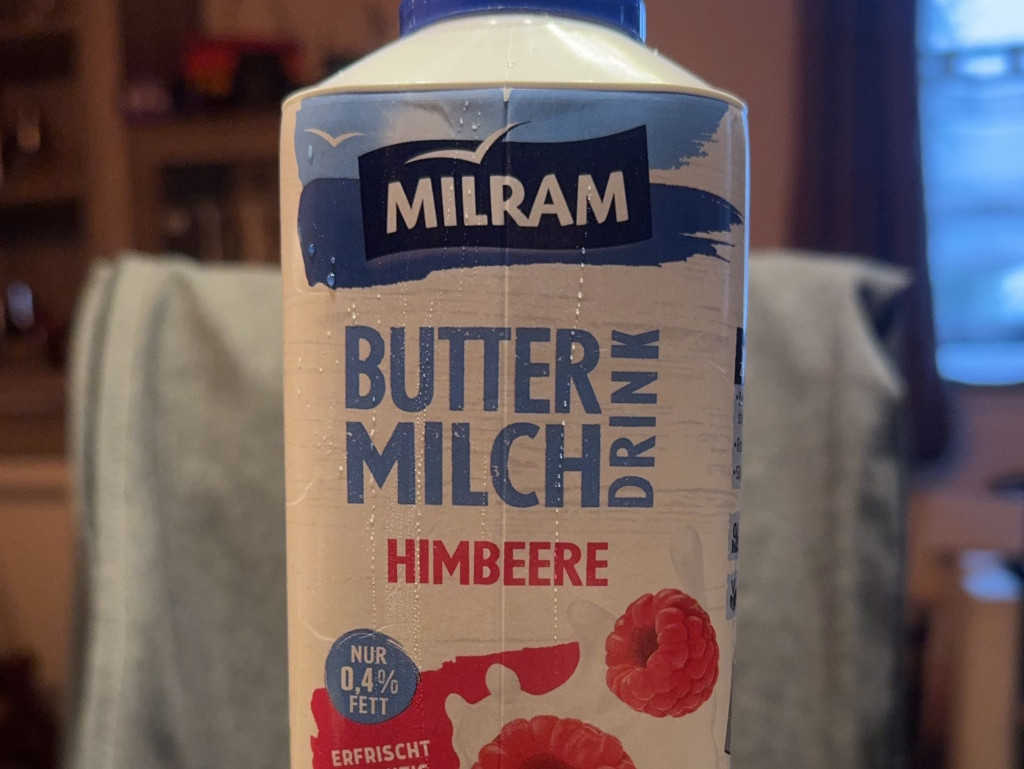 MILRAM
BUTTER
MILCH
DRINK
HIMBEERE
NUR
0,4%
FETT
ERFRISCHT